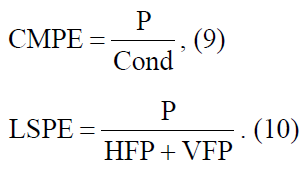 CMPE = P / Cond , (9)
LSPE = P / HFP + VFP . (10)